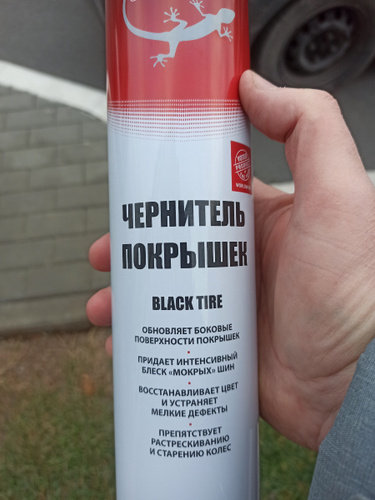 ЧЕРНИТЕЛЬ
ПОКРЫШЕК
BLACK TIRE
ОБНОВЛЯЕТ БОКОВЫЕ
ПОВЕРХНОСТИ ПОКРЫШЕК
ПРИДАЕТ ИНТЕНСИВНЫЙ
БЛЕСК «МОКРЫХ» ШИН
ВОССТАНАВЛИВАЕТ ЦВЕТ
И УСТРАНЯЕТ
МЕЛКИЕ ДЕФЕКТЫ
ПРЕПЯТСТВУЕТ
РАСТРЕСКИВАНИЮ
И СТАРЕНИЮ КОЛЕС